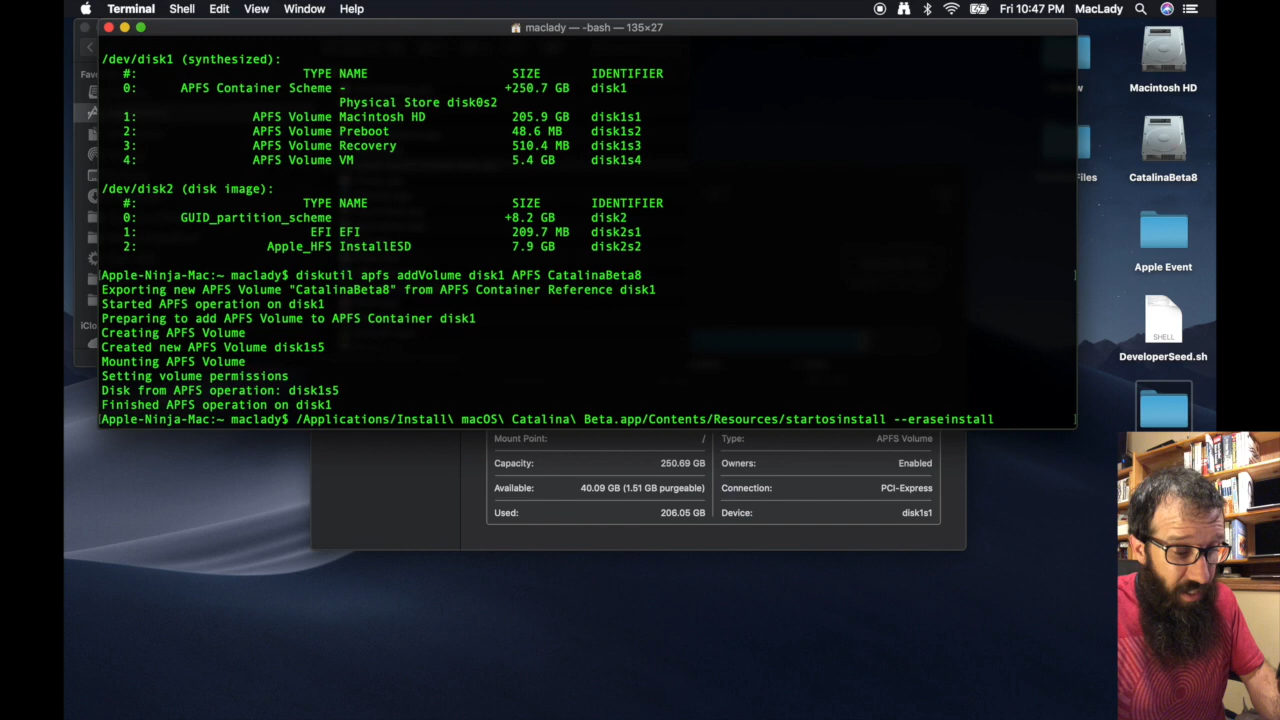 Terminal Shell Edit View Window Help Fri 10:47 PM MacLady
maclady — -bash — 135×27
/dev/disk1 (synthesized):
#: TYPE NAME SIZE IDENTIFIER
0: APFS Container Scheme - +250.7 GB disk1
Physical Store disk0s2
1: APFS Volume Macintosh HD 205.9 GB disk1s1
2: APFS Volume Preboot 48.6 MB disk1s2
3: APFS Volume Recovery 510.4 MB disk1s3
4: APFS Volume VM 5.4 GB disk1s4
/dev/disk2 (disk image):
#: TYPE NAME SIZE IDENTIFIER
0: GUID_partition_scheme +8.2 GB disk2
1: EFI EFI 209.7 MB disk2s1
2: Apple_HFS InstallESD 7.9 GB disk2s2
[Apple-Ninja-Mac:~ maclady$ diskutil apfs addVolume disk1 APFS CatalinaBeta8 ]
Exporting new APFS Volume "CatalinaBeta8" from APFS Container Reference disk1
Started APFS operation on disk1
Preparing to add APFS Volume to APFS Container disk1
Creating APFS Volume
Created new APFS Volume disk1s5
Mounting APFS Volume
Setting volume permissions
Disk from APFS operation: disk1s5
Finished APFS operation on disk1
[Apple-Ninja-Mac:~ maclady$ /Applications/Install\ macOS\ Catalina\ Beta.app/Contents/Resources/startosinstall --eraseinstall ]
Mount Point: / Type: APFS Volume
Capacity: 250.69 GB Owners: Enabled
Available: 40.09 GB (1.51 GB purgeable) Connection: PCI-Express
Used: 206.05 GB Device: disk1s1
Favo
iClo
w
Files
Macintosh HD
CatalinaBeta8
Apple Event
SHELL
DeveloperSeed.sh